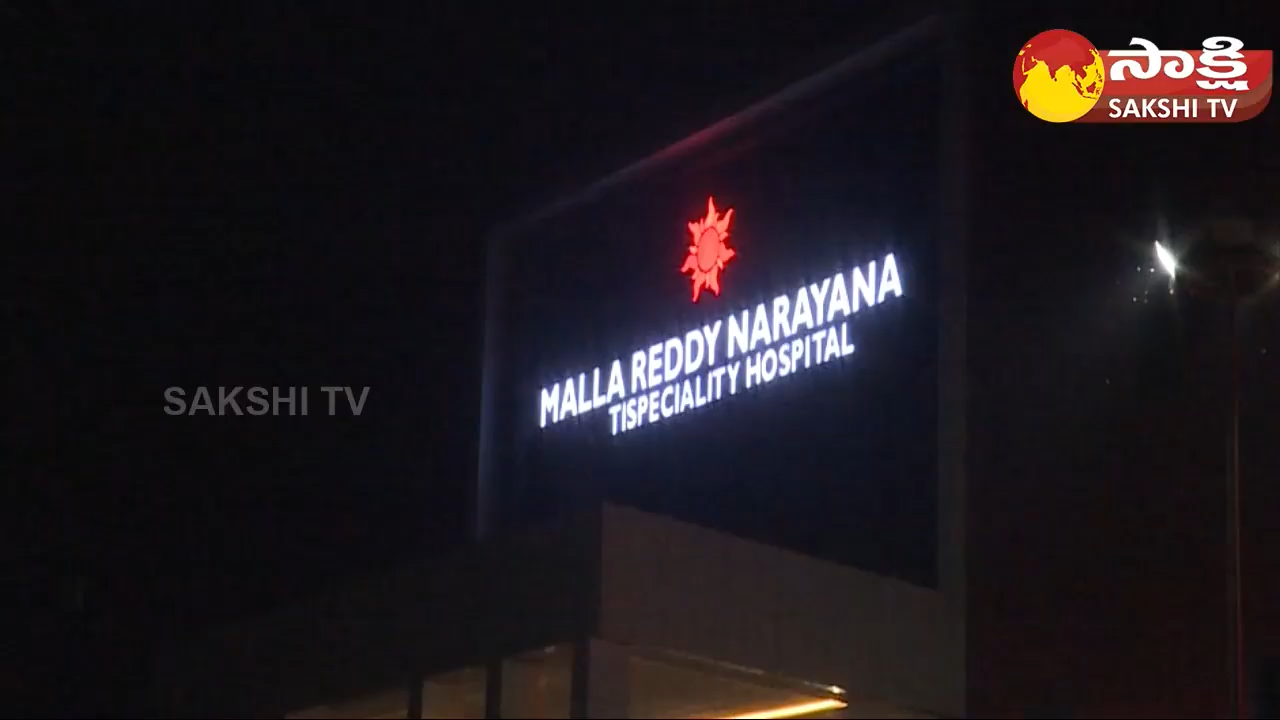 సాక్షి
SAKSHI TV
MALLA REDDY NARAYANA
TISPECIALITY HOSPITAL
SAKSHI TV